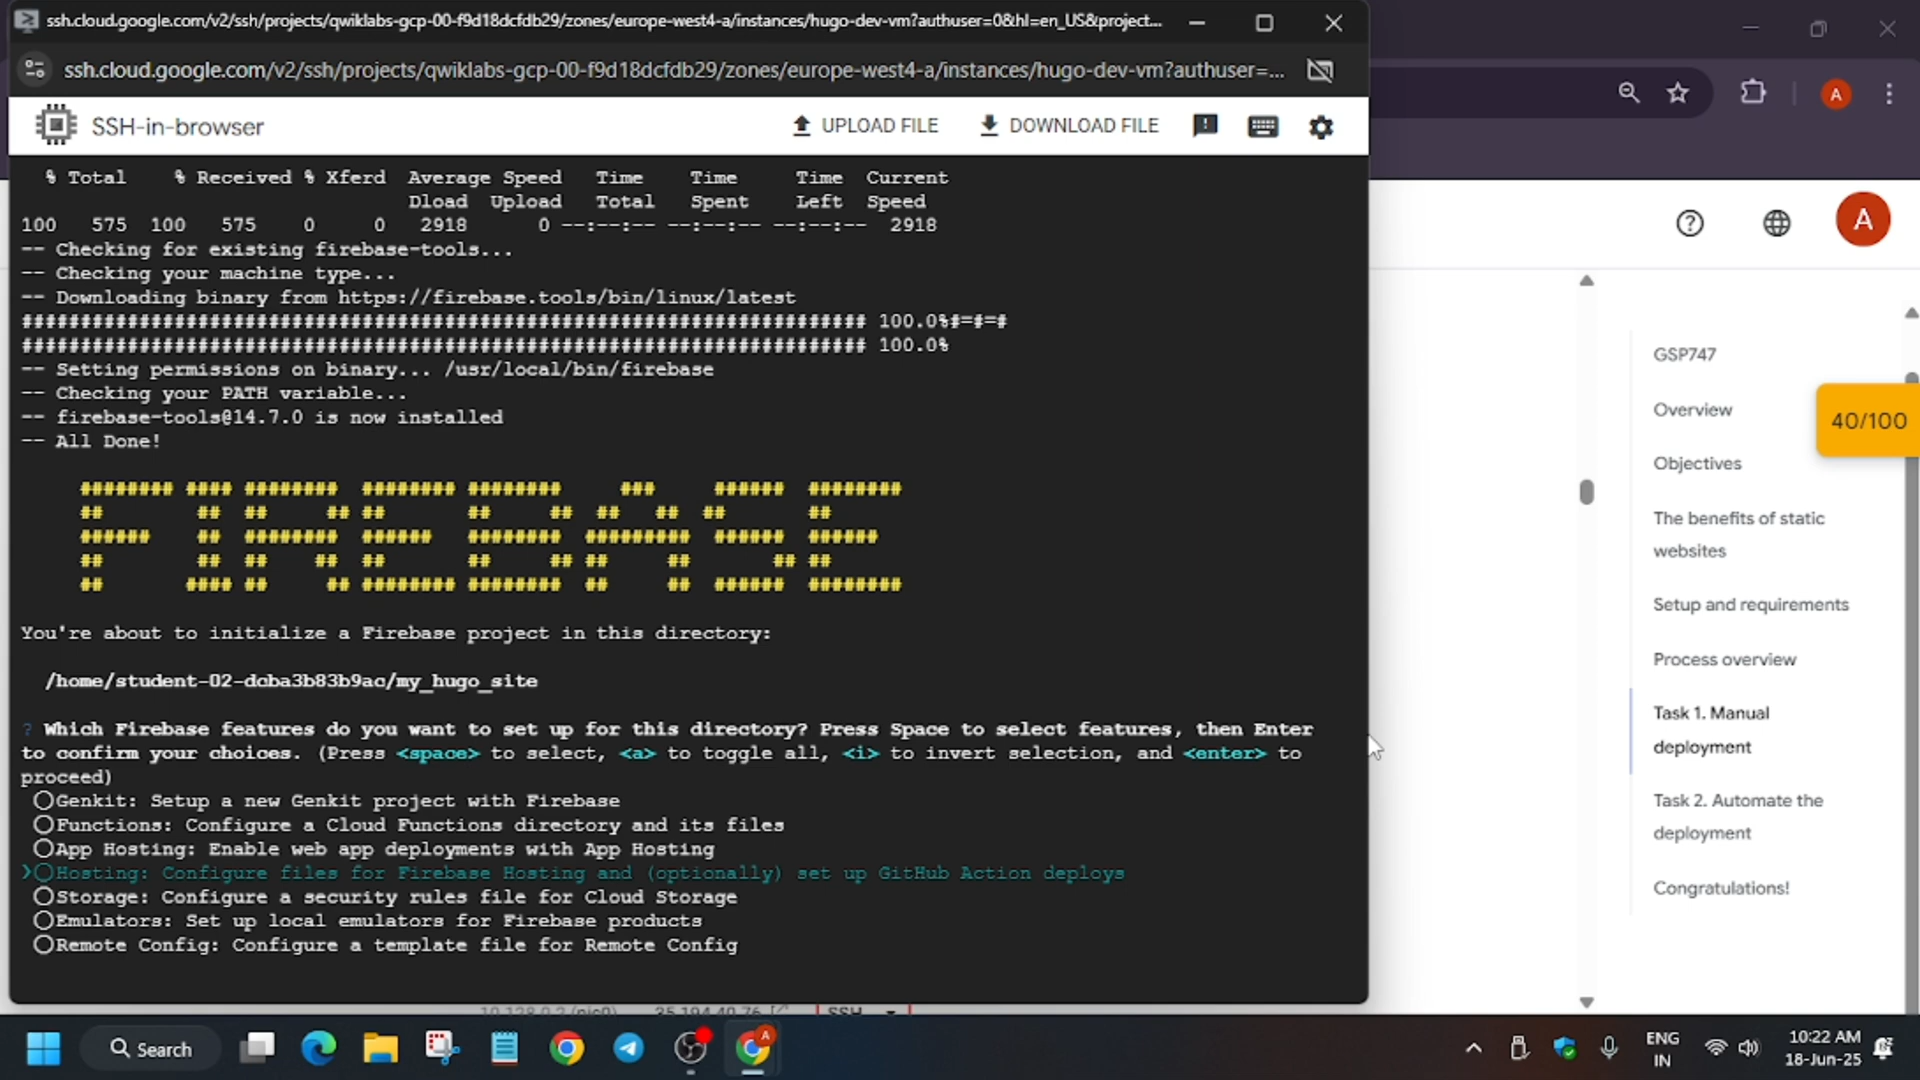 ssh.cloud.google.com/v2/ssh/projects/qwiklabs-gcp-00-f9d18dcfdb29/zones/europe-west4-a/instances/hugo-dev-vm?authuser=0&hl=en_US&project...
ssh.cloud.google.com/v2/ssh/projects/qwiklabs-gcp-00-f9d18dcfdb29/zones/europe-west4-a/instances/hugo-dev-vm?authuser=...
SSH-in-browser
UPLOAD FILE
DOWNLOAD FILE
A
A
% Total % Received % Xferd Average Speed Time Time Time Current
Dload Upload Total Spent Left Speed
100 575 100 575 0 0 2918 0 --:--:-- --:--:-- --:--:-- 2918
-- Checking for existing firebase-tools...
-- Checking your machine type...
-- Downloading binary from https://firebase.tools/bin/linux/latest
######################################################################## 100.0%#=#=#
######################################################################## 100.0%
-- Setting permissions on binary... /usr/local/bin/firebase
-- Checking your PATH variable...
-- firebase-tools@14.7.0 is now installed
-- All Done!
FIREBASE
You're about to initialize a Firebase project in this directory:
/home/student-02-dcba3b83b9ac/my_hugo_site
? Which Firebase features do you want to set up for this directory? Press Space to select features, then Enter
to confirm your choices. (Press <space> to select, <a> to toggle all, <i> to invert selection, and <enter> to
proceed)
◯Genkit: Setup a new Genkit project with Firebase
◯Functions: Configure a Cloud Functions directory and its files
◯App Hosting: Enable web app deployments with App Hosting
❯◯Hosting: Configure files for Firebase Hosting and (optionally) set up GitHub Action deploys
◯Storage: Configure a security rules file for Cloud Storage
◯Emulators: Set up local emulators for Firebase products
◯Remote Config: Configure a template file for Remote Config
GSP747
Overview
40/100
Objectives
The benefits of static
websites
Setup and requirements
Process overview
Task 1. Manual
deployment
Task 2. Automate the
deployment
Congratulations!
Search
A
ENG
IN
10:22 AM
18-Jun-25